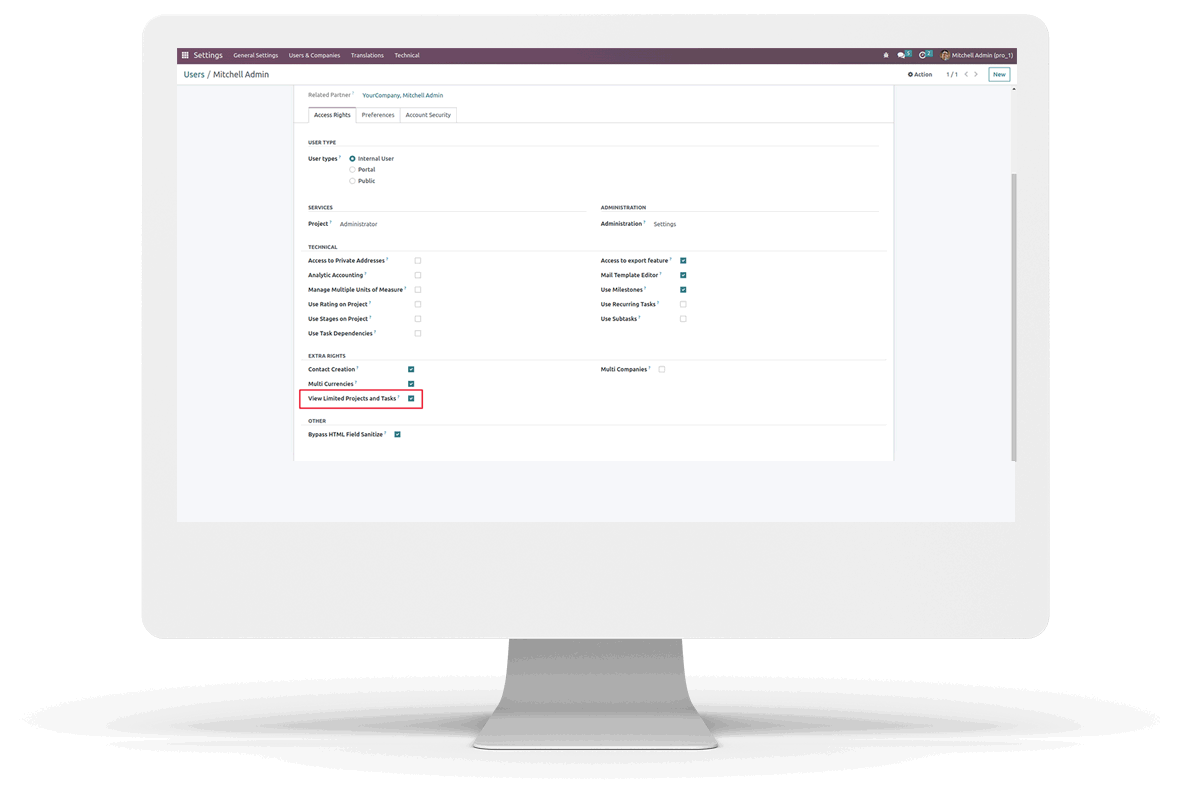 Settings General Settings Users & Companies Translations Technical 5 2 Mitchell Admin (pro_1)
Users / Mitchell Admin Action 1 / 1 New
Related Partner ? YourCompany, Mitchell Admin
Access Rights Preferences Account Security
USER TYPE
User types ? Internal User
Portal
Public
SERVICES ADMINISTRATION
Project ? Administrator Administration ? Settings
TECHNICAL
Access to Private Addresses ? Access to export feature ?
Analytic Accounting ? Mail Template Editor ?
Manage Multiple Units of Measure ? Use Milestones ?
Use Rating on Project ? Use Recurring Tasks ?
Use Stages on Project ? Use Subtasks ?
Use Task Dependencies ?
EXTRA RIGHTS
Contact Creation ? Multi Companies ?
Multi Currencies ?
View Limited Projects and Tasks ?
OTHER
Bypass HTML Field Sanitize ?